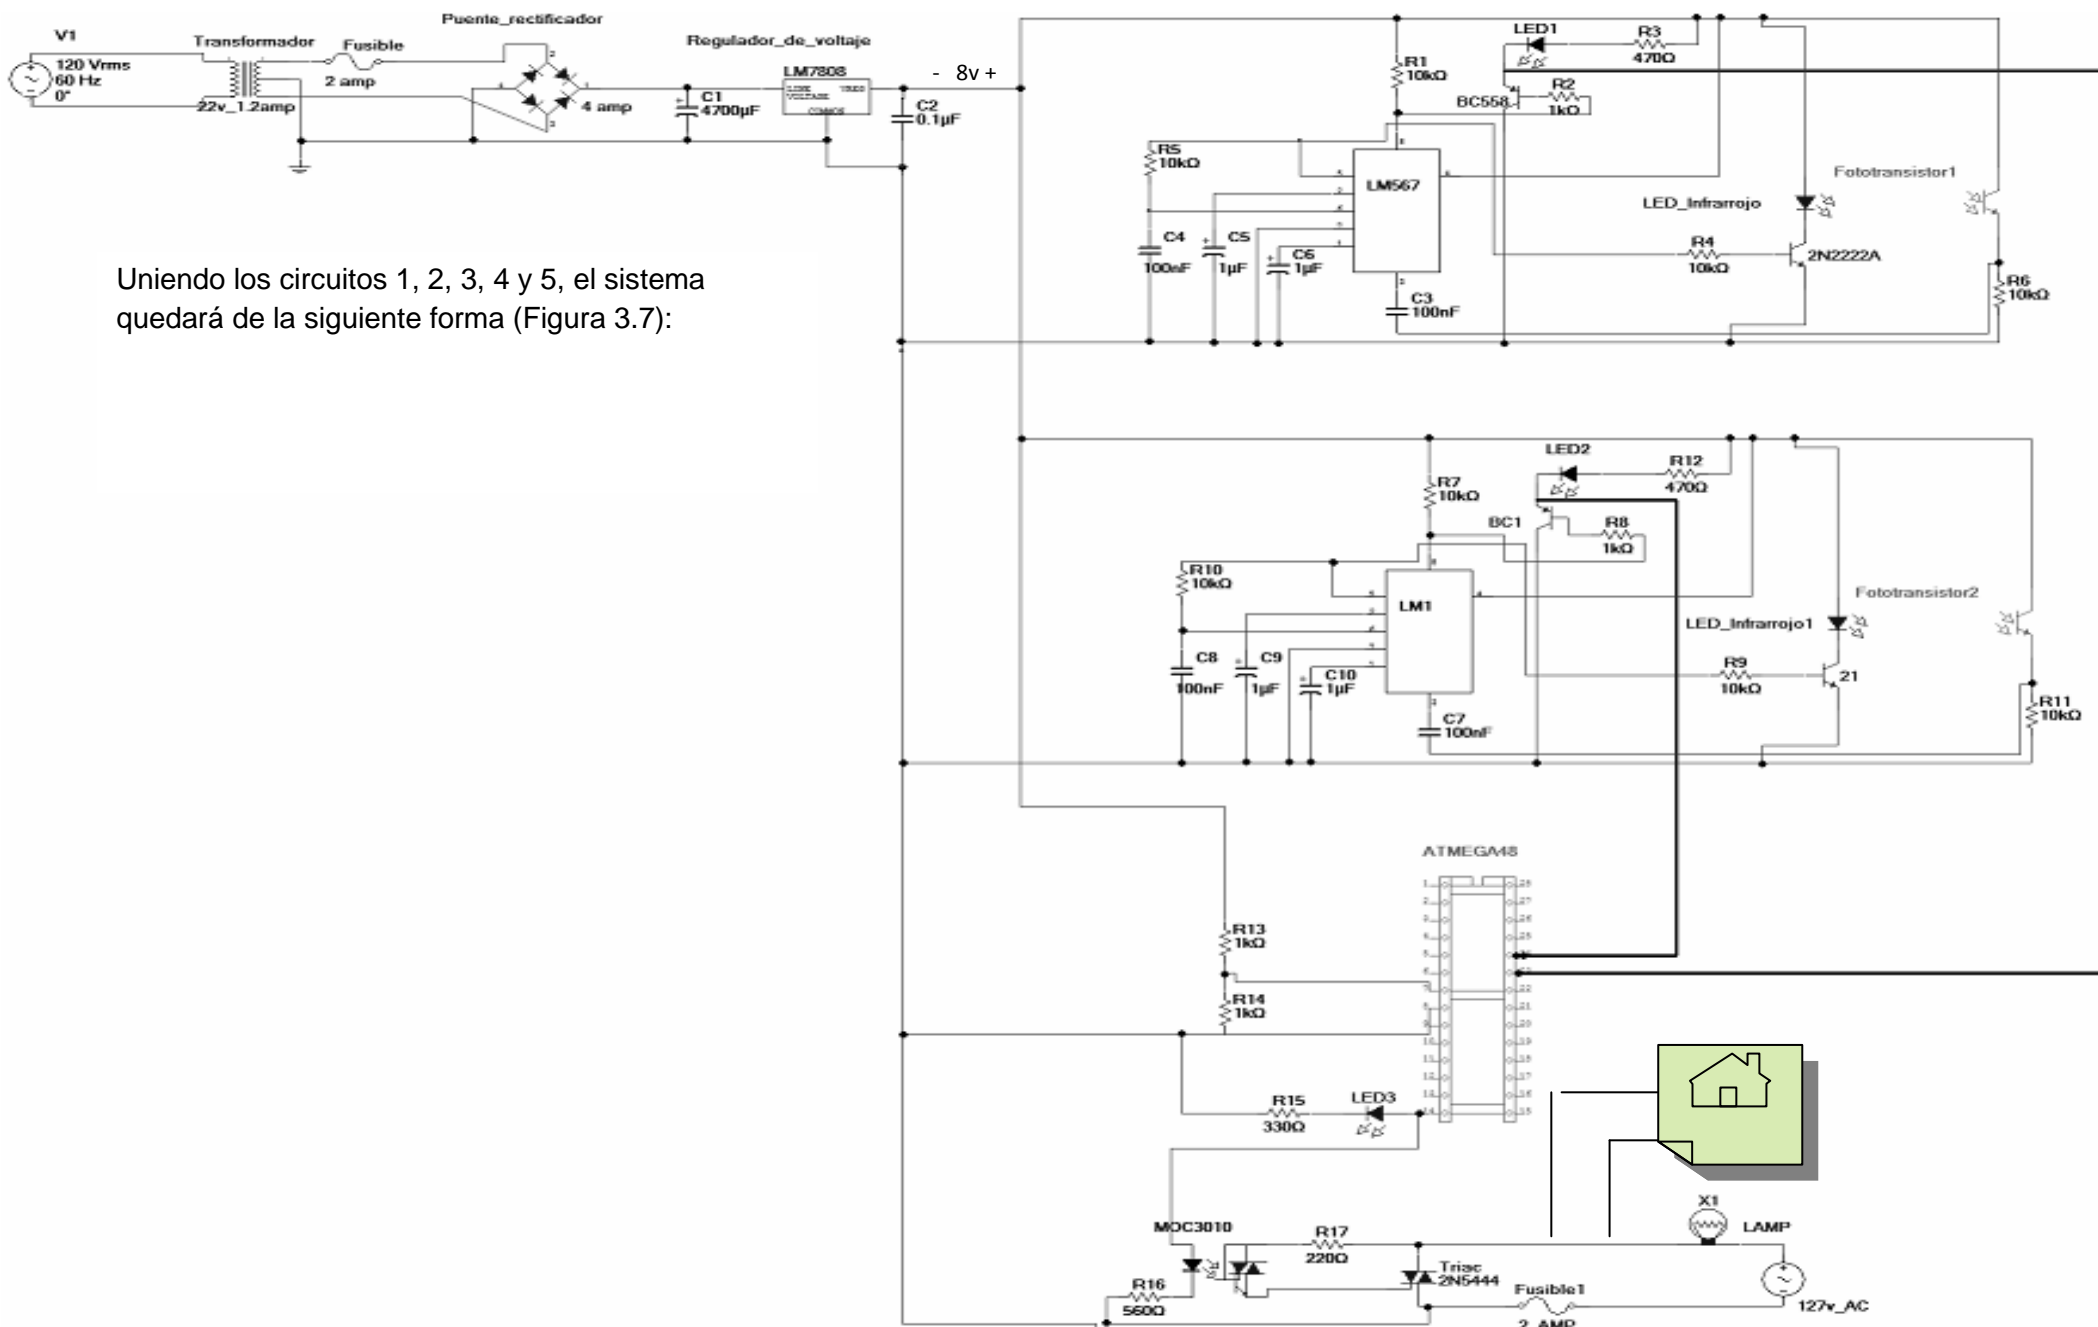 Puente_rectificador
V1
120 Vrms
60 Hz
0°
Transformador
22v_1.2amp
Fusible
2 amp
4 amp
Regulador_de_voltaje
LM7808
LINE VREG
VOLTAGE
COMMON
C1
4700µF
C2
0.1µF
- 8v +
Uniendo los circuitos 1, 2, 3, 4 y 5, el sistema
quedará de la siguiente forma (Figura 3.7):
LED1
R3
470Ω
R1
10kΩ
BC558
R2
1kΩ
R5
10kΩ
LM567
C4
100nF
C5
1µF
C6
1µF
C3
100nF
LED_Infrarrojo
Fototransistor1
R4
10kΩ
2N2222A
R6
10kΩ
LED2
R12
470Ω
R7
10kΩ
BC1
R8
1kΩ
R10
10kΩ
LM1
C8
100nF
C9
1µF
C10
1µF
C7
100nF
LED_Infrarrojo1
Fototransistor2
R9
10kΩ
21
R11
10kΩ
ATMEGA48
R13
1kΩ
R14
1kΩ
R15
330Ω
LED3
MOC3010
R16
560Ω
R17
220Ω
Triac
2N5444
Fusible1
2_AMP
X1
LAMP
127v_AC